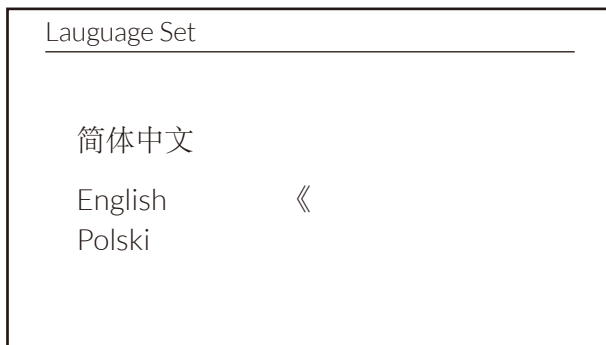 Lauguage Set
简体中文
English 《
Polski